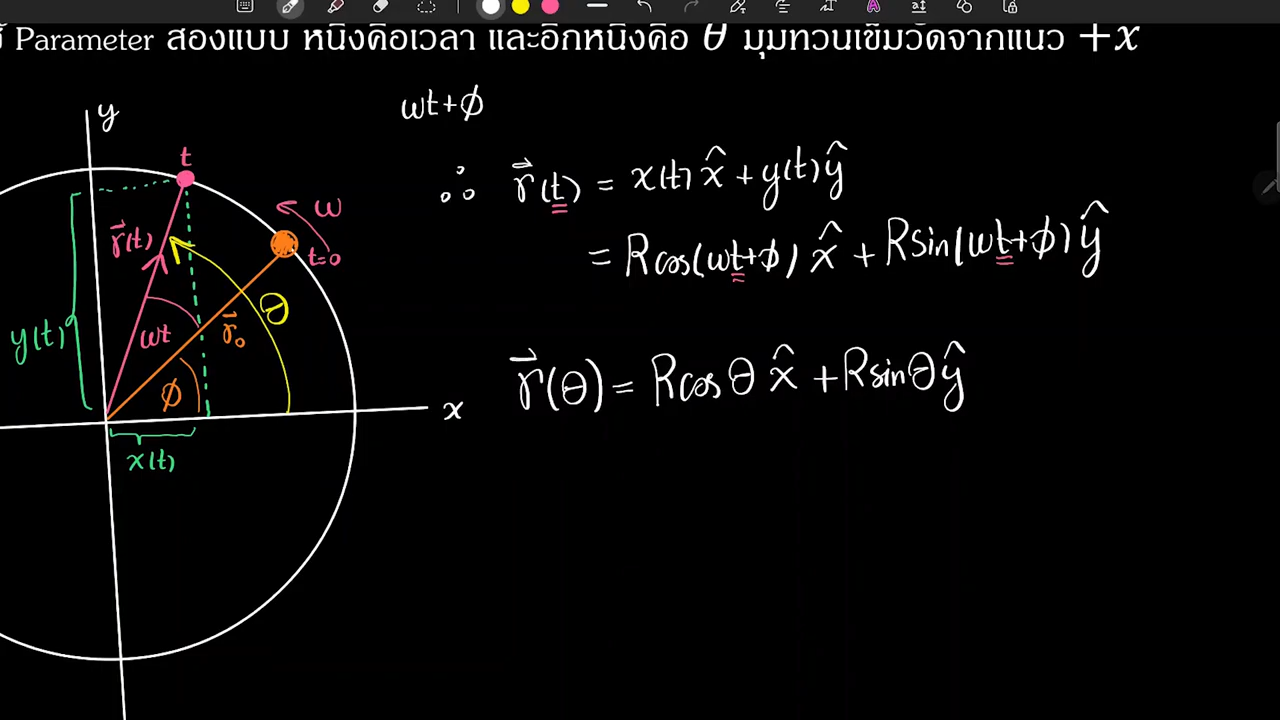 Parameter สองแบบ หนึ่งคือเวลา และอีกหนึ่งคือ θ มุมทวนเข็มวัดจากแนว +x
y
ωt+ϕ
t
∴ r⃗(t) = x(t) x̂ + y(t) ŷ
ω
r⃗(t)
t=0
= Rcos(ωt+ϕ) x̂ + Rsin(ωt+ϕ) ŷ
θ
y(t)
ωt
r⃗₀
r⃗(θ) = Rcosθ x̂ + Rsinθ ŷ
ϕ
x
x(t)